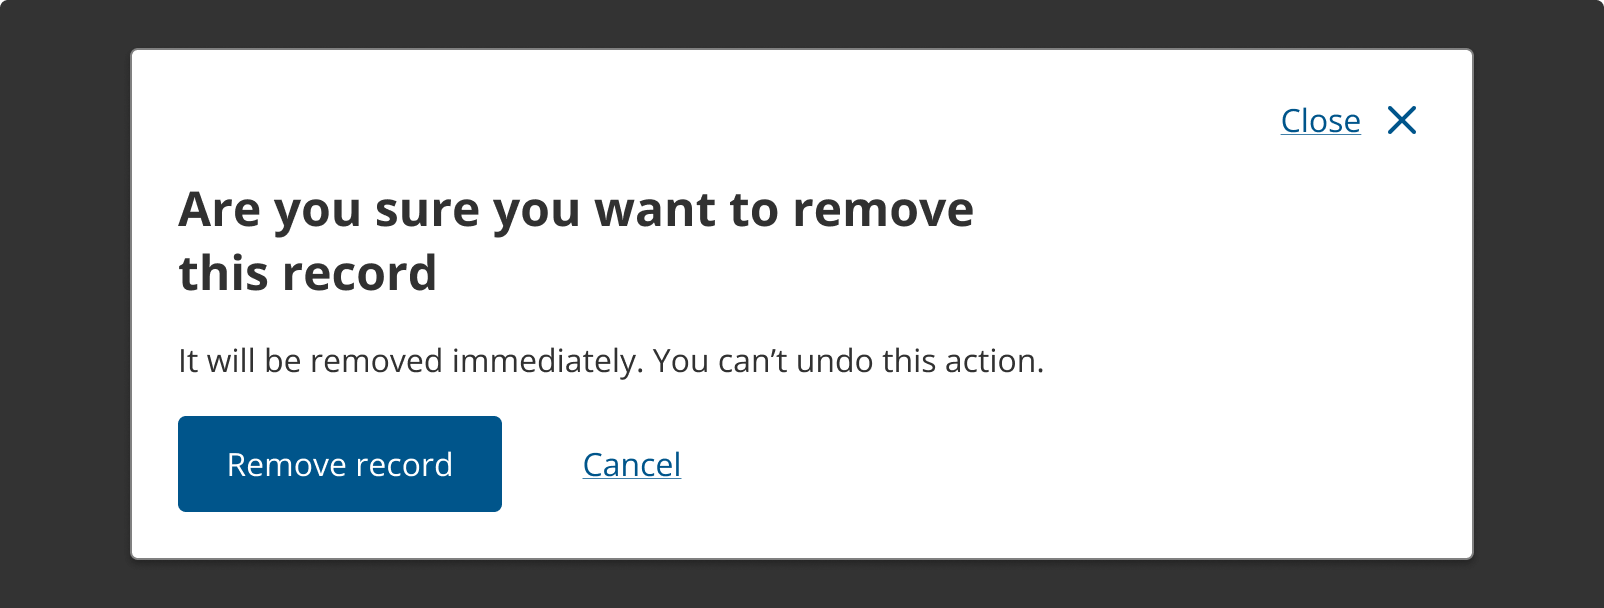 Close
Are you sure you want to remove
this record
It will be removed immediately. You can’t undo this action.
Remove record
Cancel